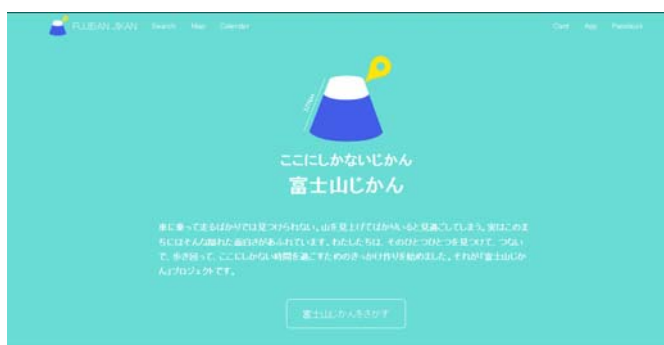 FUJISAN JIKAN Search Map Calendar
App Facebook
ここにしかないじかん
富士山じかん
車に乗って走るばかりでは見つけられない。山を見上げてばかりいると見過ごしてしまう。実はこのま
ちにはそんな隠れた面白さがあふれています。わたしたちは、そのひとつひとつを見つけて、つない
で、歩き回って、ここにしかない時間を過ごすためのきっかけ作りを始めました。それが「富士山じか
ん」プロジェクトです。
富士山じかんをさがす